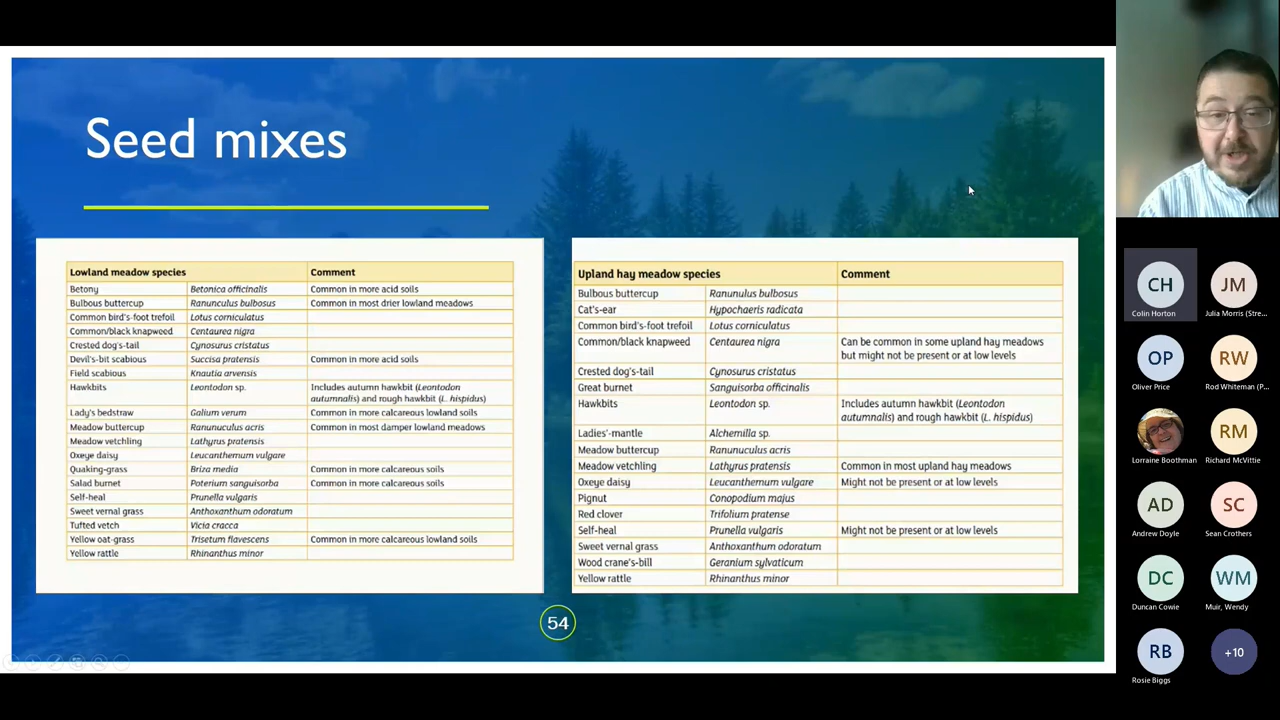 Seed mixes
Lowland meadow species Comment
Betony Betonica officinalis Common in more acid soils
Bulbous buttercup Ranunculus bulbosus Common in most drier lowland meadows
Common bird's-foot trefoil Lotus corniculatus
Common/black knapweed Centaurea nigra
Crested dog's-tail Cynosurus cristatus
Devil's-bit scabious Succisa pratensis Common in more acid soils
Field scabious Knautia arvensis
Hawkbits Leontodon sp. Includes autumn hawkbit (Leontodon
autumnalis) and rough hawkbit (L. hispidus)
Lady's bedstraw Galium verum Common in more calcareous lowland soils
Meadow buttercup Ranunculus acris Common in most damper lowland meadows
Meadow vetchling Lathyrus pratensis
Oxeye daisy Leucanthemum vulgare
Quaking-grass Briza media Common in more calcareous soils
Salad burnet Poterium sanguisorba Common in more calcareous soils
Self-heal Prunella vulgaris
Sweet vernal grass Anthoxanthum odoratum
Tufted vetch Vicia cracca
Yellow oat-grass Trisetum flavescens Common in more calcareous lowland soils
Yellow rattle Rhinanthus minor
Upland hay meadow species Comment
Bulbous buttercup Ranunulus bulbosus
Cat's-ear Hypochaeris radicata
Common bird's-foot trefoil Lotus corniculatus
Common/black knapweed Centaurea nigra Can be common in some upland hay meadows
but might not be present or at low levels
Crested dog's-tail Cynosurus cristatus
Great burnet Sanguisorba officinalis
Hawkbits Leontodon sp. Includes autumn hawkbit (Leontodon
autumnalis) and rough hawkbit (L. hispidus)
Ladies'-mantle Alchemilla sp.
Meadow buttercup Ranunculus acris
Meadow vetchling Lathyrus pratensis Common in most upland hay meadows
Oxeye daisy Leucanthemum vulgare Might not be present or at low levels
Pignut Conopodium majus
Red clover Trifolium pratense
Self-heal Prunella vulgaris Might not be present or at low levels
Sweet vernal grass Anthoxanthum odoratum
Wood crane's-bill Geranium sylvaticum
Yellow rattle Rhinanthus minor
54
CH JM
Colin Horton Julia Morris (Stre...
OP RW
Oliver Price Rod Whiteman (P...
RM
Lorraine Boothman Richard McVittie
AD SC
Andrew Doyle Sean Crothers
DC WM
Duncan Cowie Muir, Wendy
RB +10
Rosie Biggs